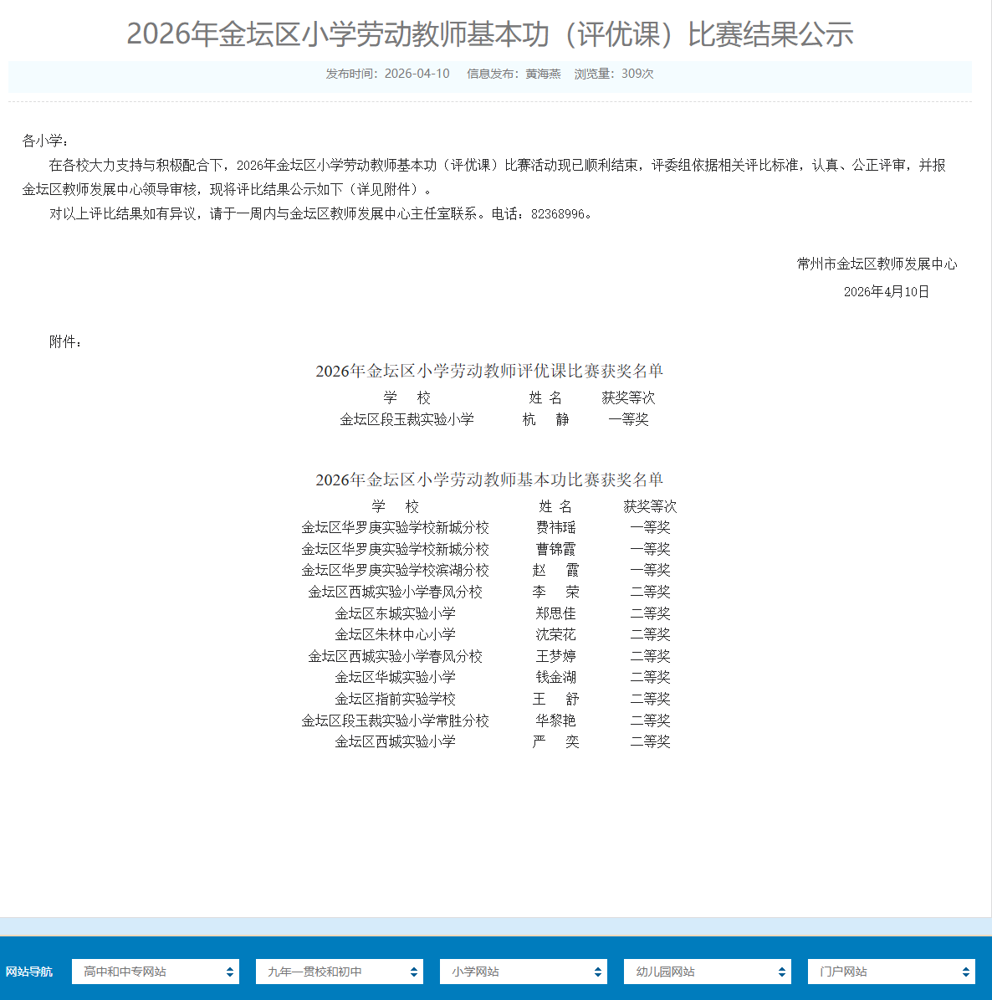 2026年金坛区小学劳动教师基本功（评优课）比赛结果公示
发布时间：2026-04-10 信息发布：黄海燕 浏览量：309次
各小学：
在各校大力支持与积极配合下，2026年金坛区小学劳动教师基本功（评优课）比赛活动现已顺利结束，评委组依据相关评比标准，认真、公正评审，并报
金坛区教师发展中心领导审核，现将评比结果公示如下（详见附件）。
对以上评比结果如有异议，请于一周内与金坛区教师发展中心主任室联系。电话：82368996。
常州市金坛区教师发展中心
2026年4月10日
附件：
2026年金坛区小学劳动教师评优课比赛获奖名单
学 校 姓 名 获奖等次
金坛区段玉裁实验小学 杭 静 一等奖
2026年金坛区小学劳动教师基本功比赛获奖名单
学 校 姓 名 获奖等次
金坛区华罗庚实验学校新城分校 费祎瑶 一等奖
金坛区华罗庚实验学校新城分校 曹锦霞 一等奖
金坛区华罗庚实验学校滨湖分校 赵 霞 一等奖
金坛区西城实验小学春风分校 李 荣 二等奖
金坛区东城实验小学 郑思佳 二等奖
金坛区朱林中心小学 沈荣花 二等奖
金坛区西城实验小学春风分校 王梦婷 二等奖
金坛区华城实验小学 钱金湖 二等奖
金坛区指前实验学校 王 舒 二等奖
金坛区段玉裁实验小学常胜分校 华黎艳 二等奖
金坛区西城实验小学 严 奕 二等奖
网站导航 高中和中专网站 九年一贯校和初中 小学网站 幼儿园网站 门户网站